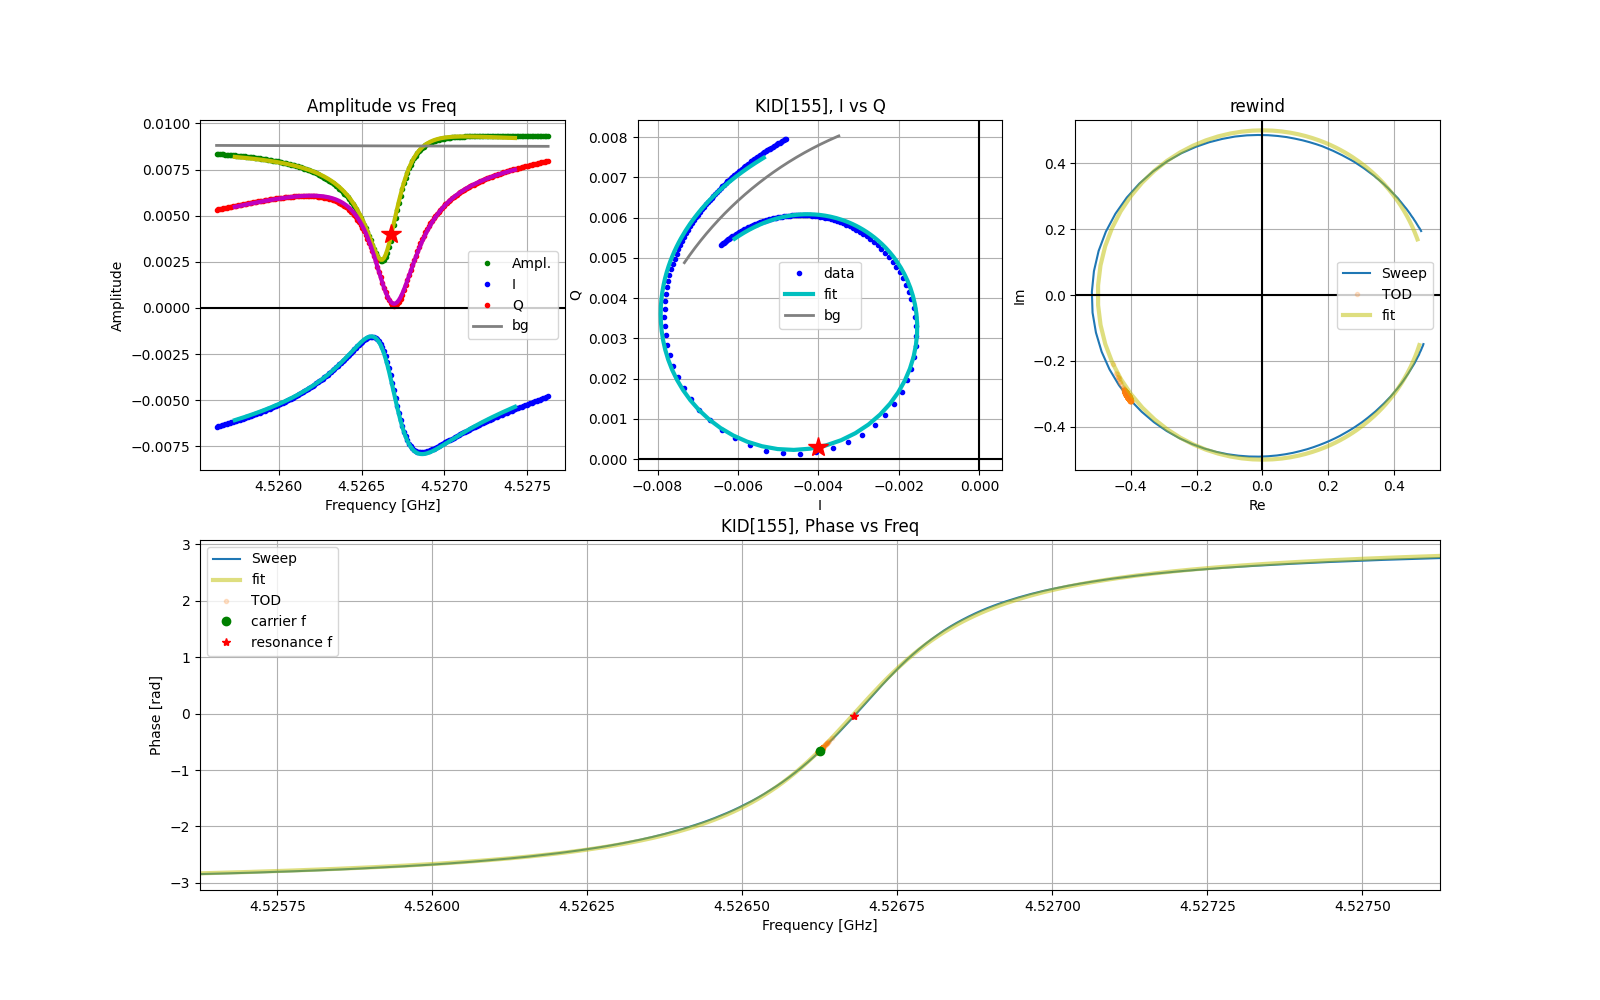 Amplitude vs Freq
0.0100
0.0075
0.0050
0.0025
0.0000
−0.0025
−0.0050
−0.0075
Amplitude
Ampl.
I
Q
bg
4.5260
4.5265
4.5270
4.5275
Frequency [GHz]
KID[155], I vs Q
0.008
0.007
0.006
0.005
0.004
0.003
0.002
0.001
0.000
Q
data
fit
bg
−0.008
−0.006
−0.004
−0.002
0.000
I
rewind
0.4
0.2
0.0
−0.2
−0.4
Im
Sweep
TOD
fit
−0.4
−0.2
0.0
0.2
0.4
Re
KID[155], Phase vs Freq
3
2
1
0
−1
−2
−3
Phase [rad]
Sweep
fit
TOD
carrier f
resonance f
4.52575
4.52600
4.52625
4.52650
4.52675
4.52700
4.52725
4.52750
Frequency [GHz]